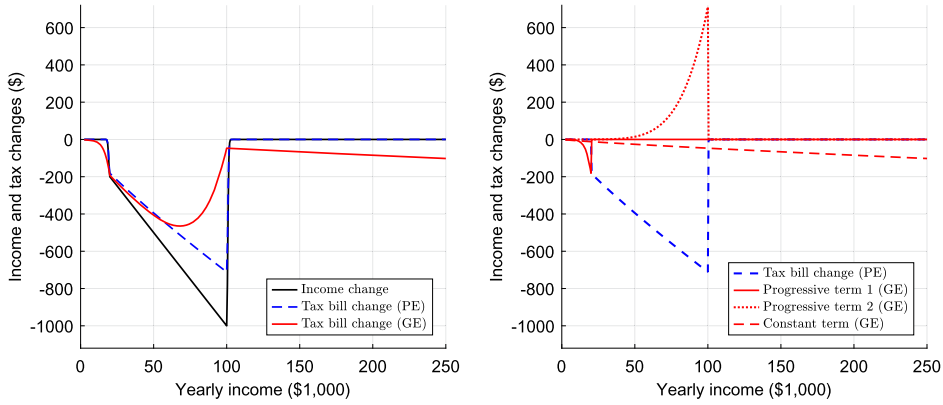 Income and tax changes ($)
600
400
200
0
-200
-400
-600
-800
-1000
0
50
100
150
200
250
Yearly income ($1,000)
Income change
Tax bill change (PE)
Tax bill change (GE)
Income and tax changes ($)
600
400
200
0
-200
-400
-600
-800
-1000
0
50
100
150
200
250
Yearly income ($1,000)
Tax bill change (PE)
Progressive term 1 (GE)
Progressive term 2 (GE)
Constant term (GE)